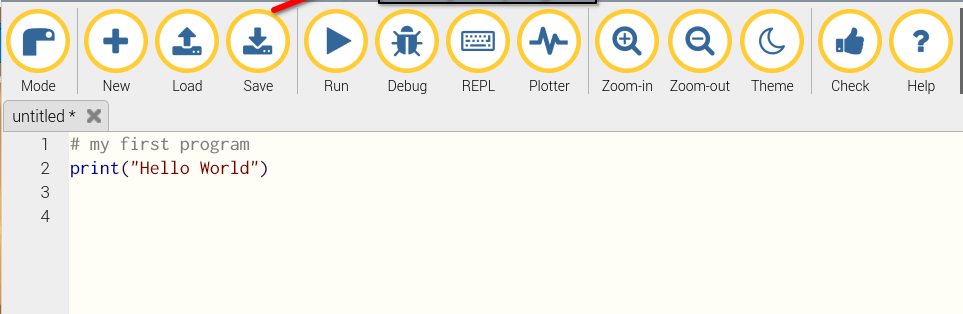 Mode New Load Save Run Debug REPL Plotter Zoom-in Zoom-out Theme Check Help
untitled *
1 # my first program
2 print("Hello World")
3
4